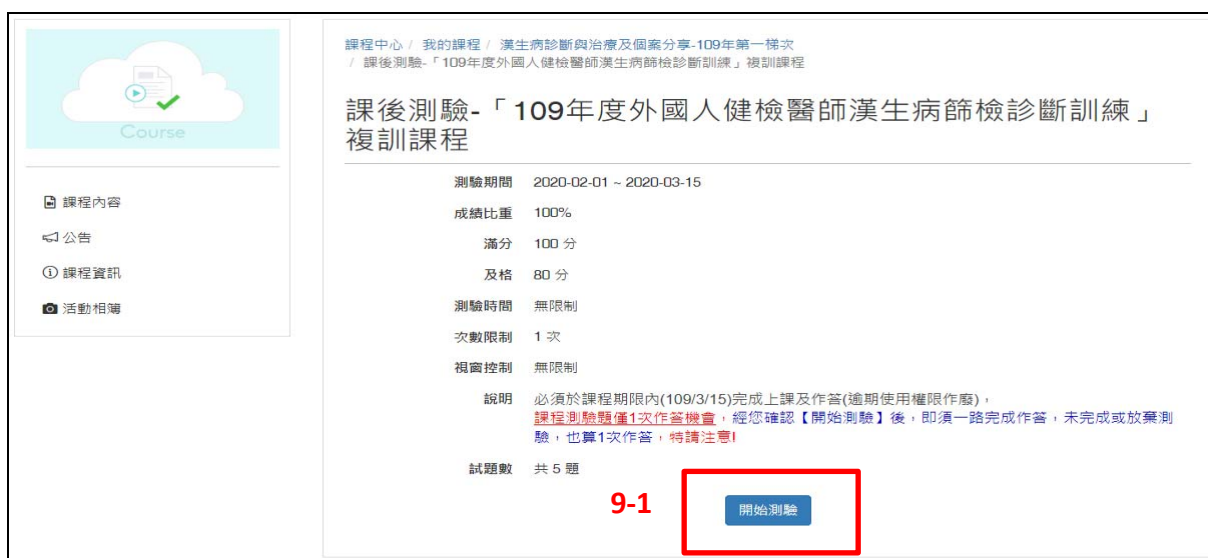 Course
課程內容
公告
課程資訊
活動相簿
課程中心 / 我的課程 / 漢生病診斷與治療及個案分享-109年第一梯次
/ 課後測驗-「109年度外國人健檢醫師漢生病篩檢診斷訓練」複訓課程
課後測驗-「109年度外國人健檢醫師漢生病篩檢診斷訓練」
複訓課程
測驗期間 2020-02-01 ~ 2020-03-15
成績比重 100%
滿分 100 分
及格 80 分
測驗時間 無限制
次數限制 1 次
視窗控制 無限制
說明 必須於課程期限內(109/3/15)完成上課及作答(逾期使用權限作廢)，
課程測驗題僅1次作答機會，經您確認【開始測驗】後，即須一路完成作答，未完成或放棄測
驗，也算1次作答，特請注意!
試題數 共 5 題
9-1
開始測驗